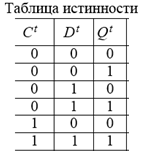 Таблица истинности
C^t D^t Q^t
0 0 0
0 0 1
0 1 0
0 1 1
1 0 0
1 1 1